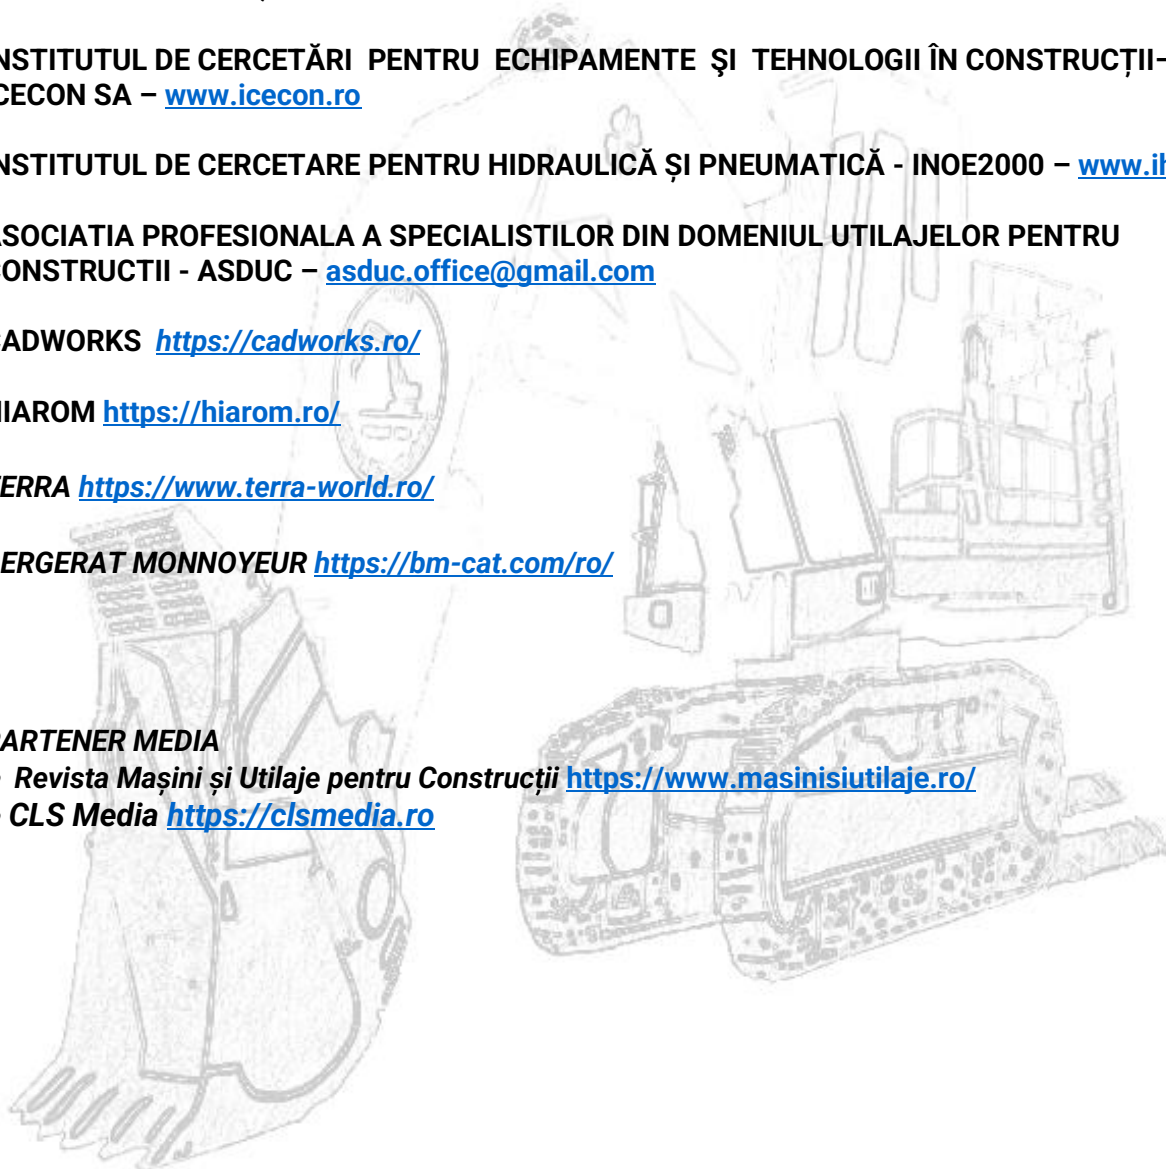 NSTITUTUL DE CERCETĂRI PENTRU ECHIPAMENTE ŞI TEHNOLOGII ÎN CONSTRUCȚII–
CECON SA – www.icecon.ro
NSTITUTUL DE CERCETARE PENTRU HIDRAULICĂ ȘI PNEUMATICĂ - INOE2000 – www.ih
ASOCIATIA PROFESIONALA A SPECIALISTILOR DIN DOMENIUL UTILAJELOR PENTRU
CONSTRUCTII - ASDUC – asduc.office@gmail.com
CADWORKS https://cadworks.ro/
HIAROM https://hiarom.ro/
TERRA https://www.terra-world.ro/
ERGERAT MONNOYEUR https://bm-cat.com/ro/
PARTENER MEDIA
Revista Mașini și Utilaje pentru Construcții https://www.masinisiutilaje.ro/
CLS Media https://clsmedia.ro